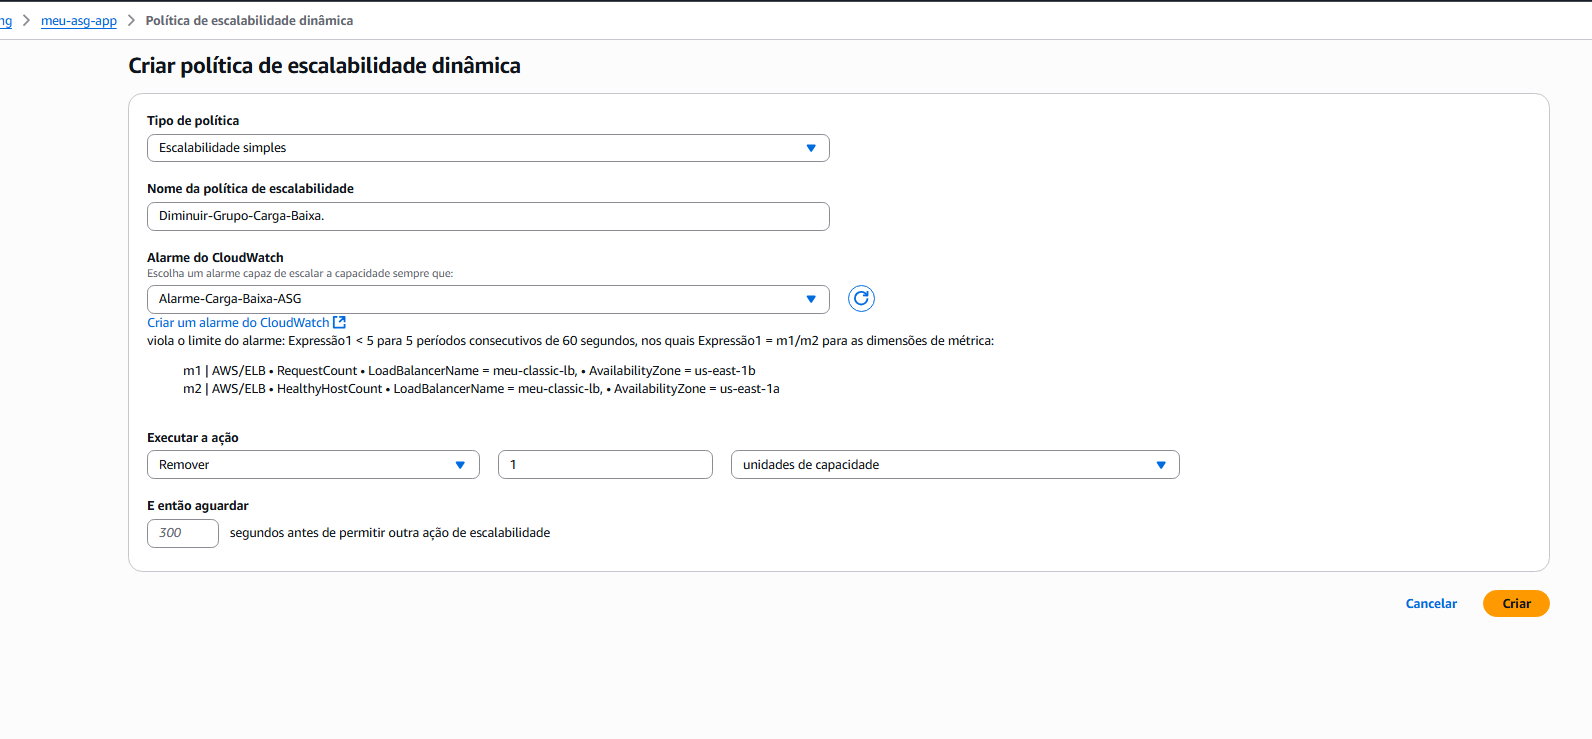 ng > meu-asg-app > Política de escalabilidade dinâmica
Criar política de escalabilidade dinâmica
Tipo de política
Escalabilidade simples
Nome da política de escalabilidade
Diminuir-Grupo-Carga-Baixa.
Alarme do CloudWatch
Escolha um alarme capaz de escalar a capacidade sempre que:
Alarme-Carga-Baixa-ASG
Criar um alarme do CloudWatch
viola o limite do alarme: Expressão1 < 5 para 5 períodos consecutivos de 60 segundos, nos quais Expressão1 = m1/m2 para as dimensões de métrica:
m1 | AWS/ELB • RequestCount • LoadBalancerName = meu-classic-lb, • AvailabilityZone = us-east-1b
m2 | AWS/ELB • HealthyHostCount • LoadBalancerName = meu-classic-lb, • AvailabilityZone = us-east-1a
Executar a ação
Remover 1 unidades de capacidade
E então aguardar
300 segundos antes de permitir outra ação de escalabilidade
Cancelar Criar